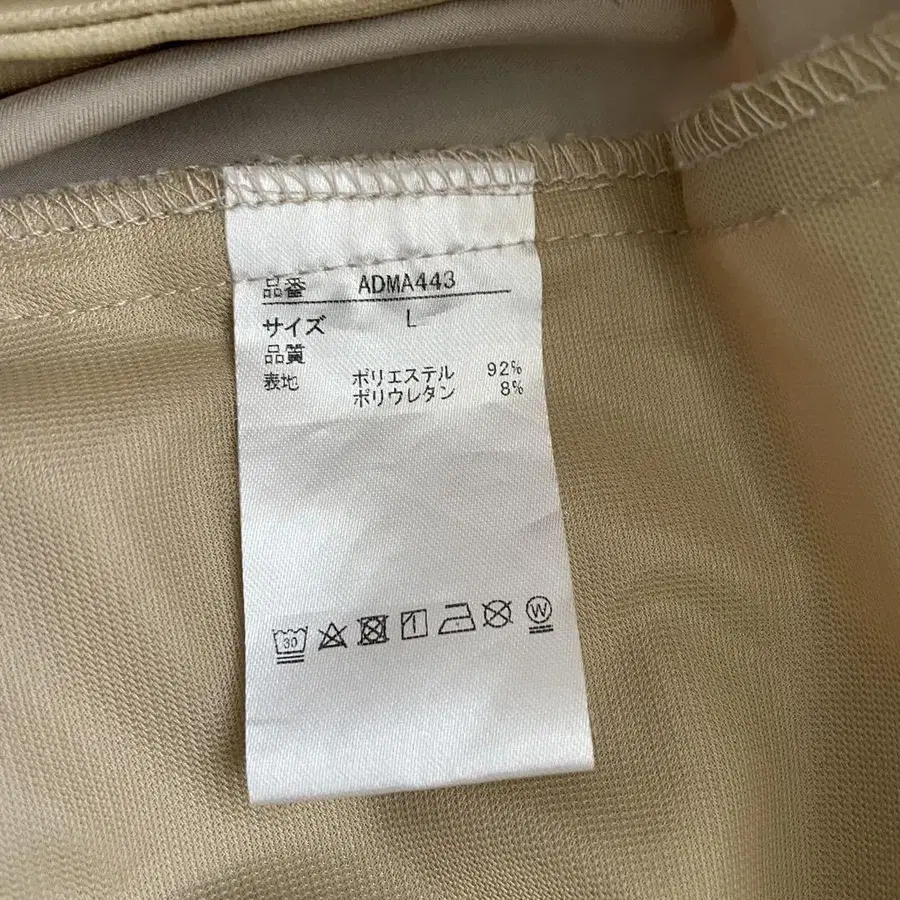 品番 ADMA443
サイズ L
品質
表地 ポリエステル 92%
ポリウレタン 8%
30 W